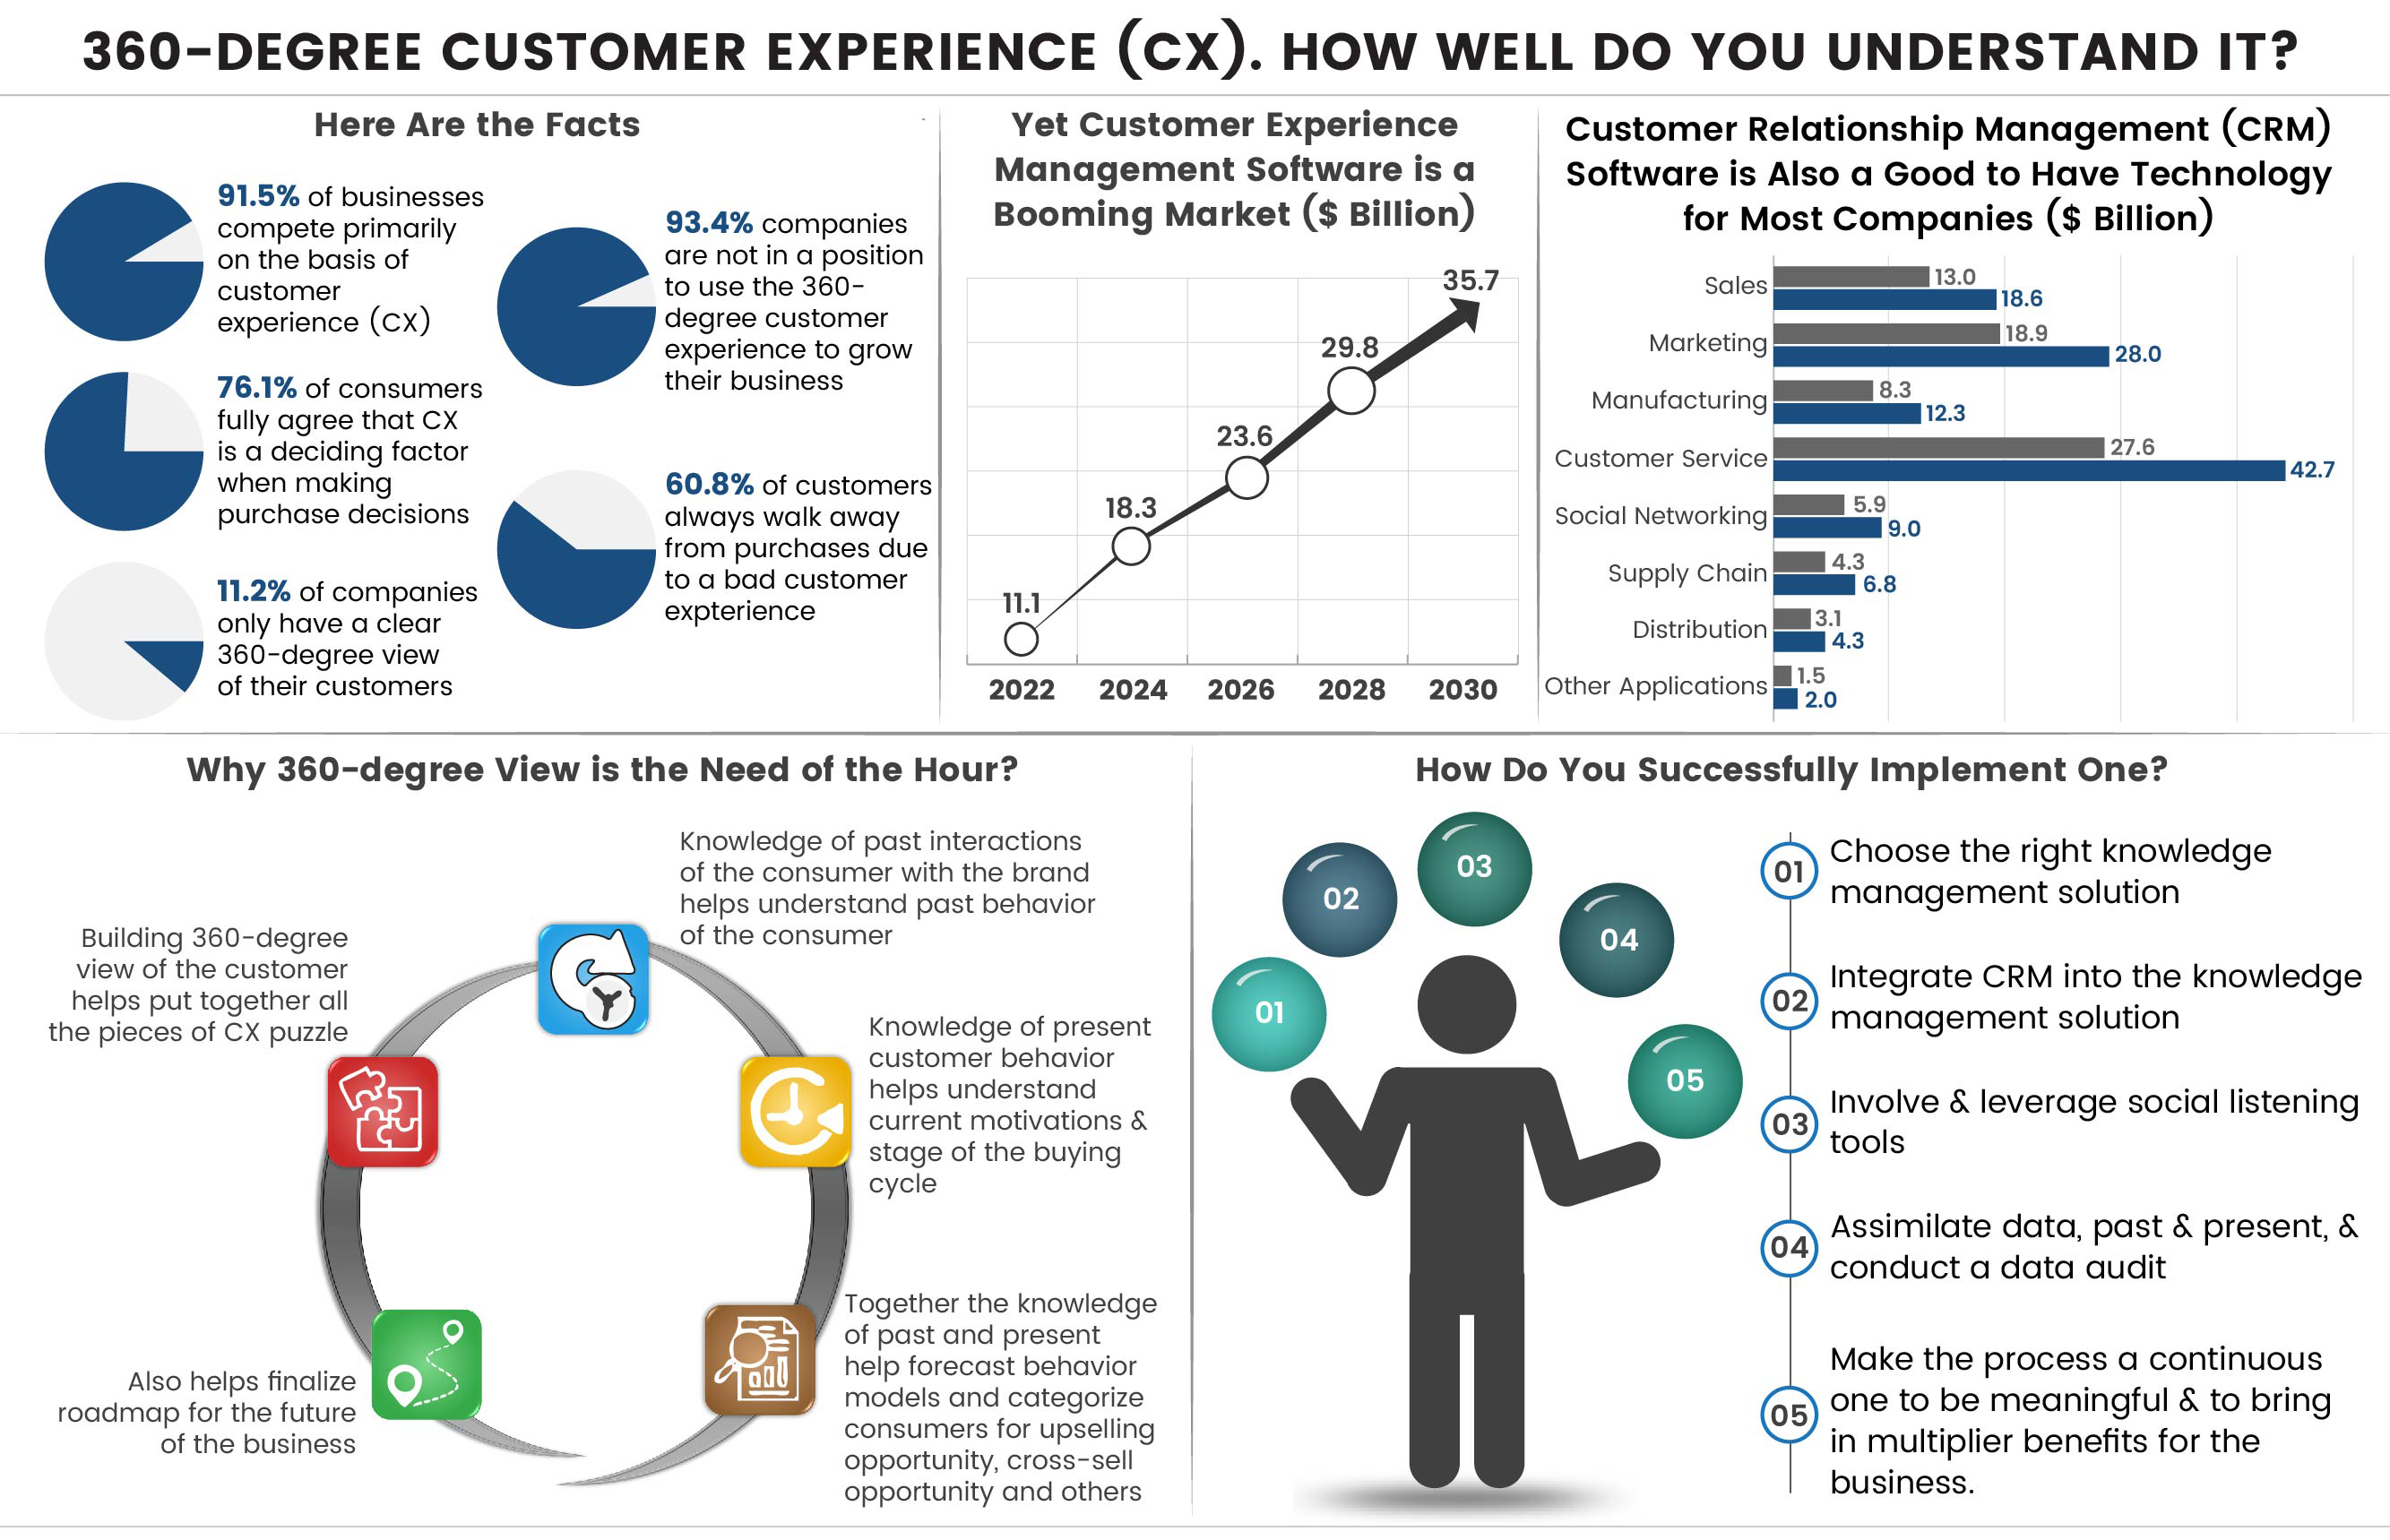 360-DEGREE CUSTOMER EXPERIENCE (CX). HOW WELL DO YOU UNDERSTAND IT?
Here Are the Facts
91.5% of businesses
compete primarily
on the basis of
customer
experience (CX)
76.1% of consumers
fully agree that CX
is a deciding factor
when making
purchase decisions
11.2% of companies
only have a clear
360-degree view
of their customers
93.4% companies
are not in a position
to use the 360-
degree customer
experience to grow
their business
60.8% of customers
always walk away
from purchases due
to a bad customer
expterience
Yet Customer Experience
Management Software is a
Booming Market ($ Billion)
35.7
29.8
23.6
18.3
11.1
2022 2024 2026 2028 2030
Customer Relationship Management (CRM)
Software is Also a Good to Have Technology
for Most Companies ($ Billion)
Sales 13.0
18.6
Marketing 18.9
28.0
Manufacturing 8.3
12.3
Customer Service 27.6
42.7
Social Networking 5.9
9.0
Supply Chain 4.3
6.8
Distribution 3.1
4.3
Other Applications 1.5
2.0
Why 360-degree View is the Need of the Hour?
Knowledge of past interactions
of the consumer with the brand
helps understand past behavior
of the consumer
Knowledge of present
customer behavior
helps understand
current motivations &
stage of the buying
cycle
Together the knowledge
of past and present
help forecast behavior
models and categorize
consumers for upselling
opportunity, cross-sell
opportunity and others
Also helps finalize
roadmap for the future
of the business
Building 360-degree
view of the customer
helps put together all
the pieces of CX puzzle
How Do You Successfully Implement One?
01
02
03
04
05
01 Choose the right knowledge
management solution
02 Integrate CRM into the knowledge
management solution
03 Involve & leverage social listening
tools
04 Assimilate data, past & present, &
conduct a data audit
05 Make the process a continuous
one to be meaningful & to bring
in multiplier benefits for the
business.